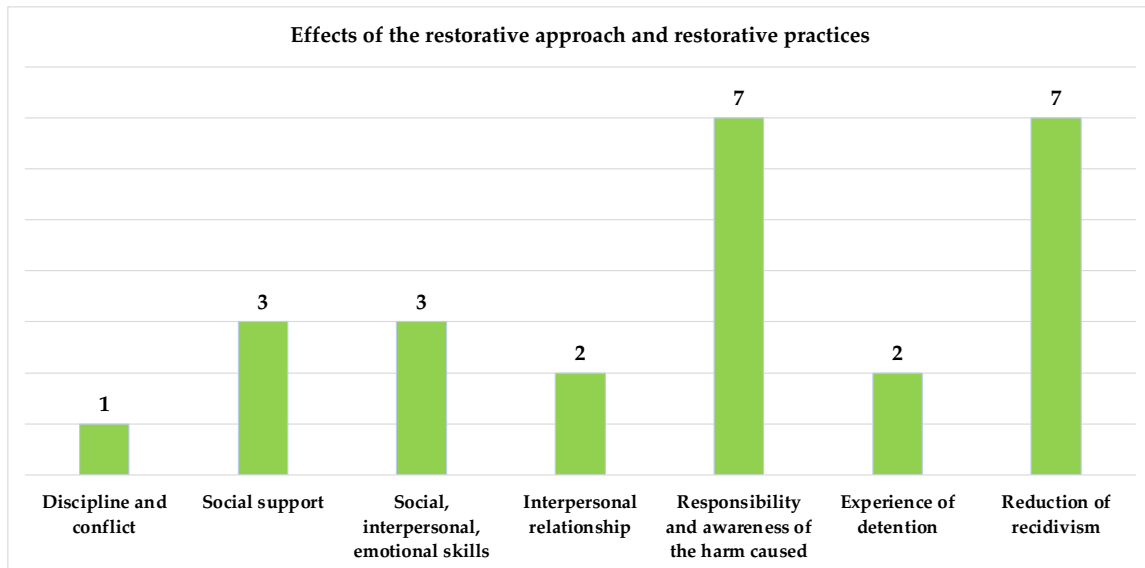 Effects of the restorative approach and restorative practices
7
7
3
3
2
2
1
Discipline and
conflict
Social support
Social,
interpersonal,
emotional skills
Interpersonal
relationship
Responsibility
and awareness of
the harm caused
Experience of
detention
Reduction of
recidivism